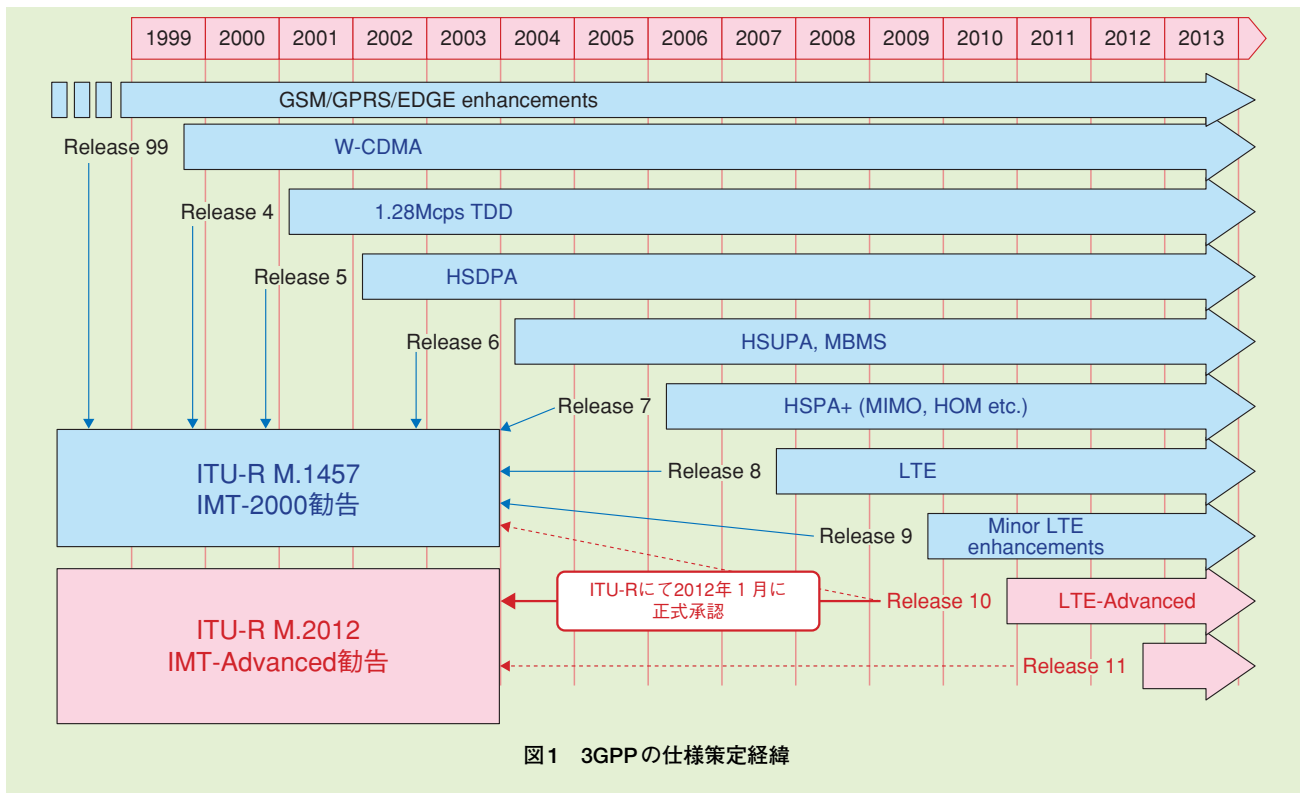 1999 2000 2001 2002 2003 2004 2005 2006 2007 2008 2009 2010 2011 2012 2013
GSM/GPRS/EDGE enhancements
Release 99
W-CDMA
Release 4
1.28Mcps TDD
Release 5
HSDPA
Release 6
HSUPA, MBMS
Release 7
HSPA+ (MIMO, HOM etc.)
ITU-R M.1457
IMT-2000勧告
Release 8
LTE
Release 9
Minor LTE
enhancements
ITU-Rにて2012年1月に
正式承認
Release 10
LTE-Advanced
ITU-R M.2012
IMT-Advanced勧告
Release 11
図1 3GPPの仕様策定経緯